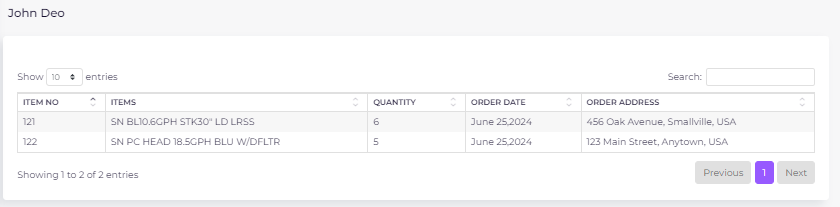 John Deo
Show 10 entries Search:
ITEM NO ITEMS QUANTITY ORDER DATE ORDER ADDRESS
121 SN BL10.6GPH STK30" LD LRSS 6 June 25,2024 456 Oak Avenue, Smallville, USA
122 SN PC HEAD 18.5GPH BLU W/DFLTR 5 June 25,2024 123 Main Street, Anytown, USA
Showing 1 to 2 of 2 entries Previous 1 Next